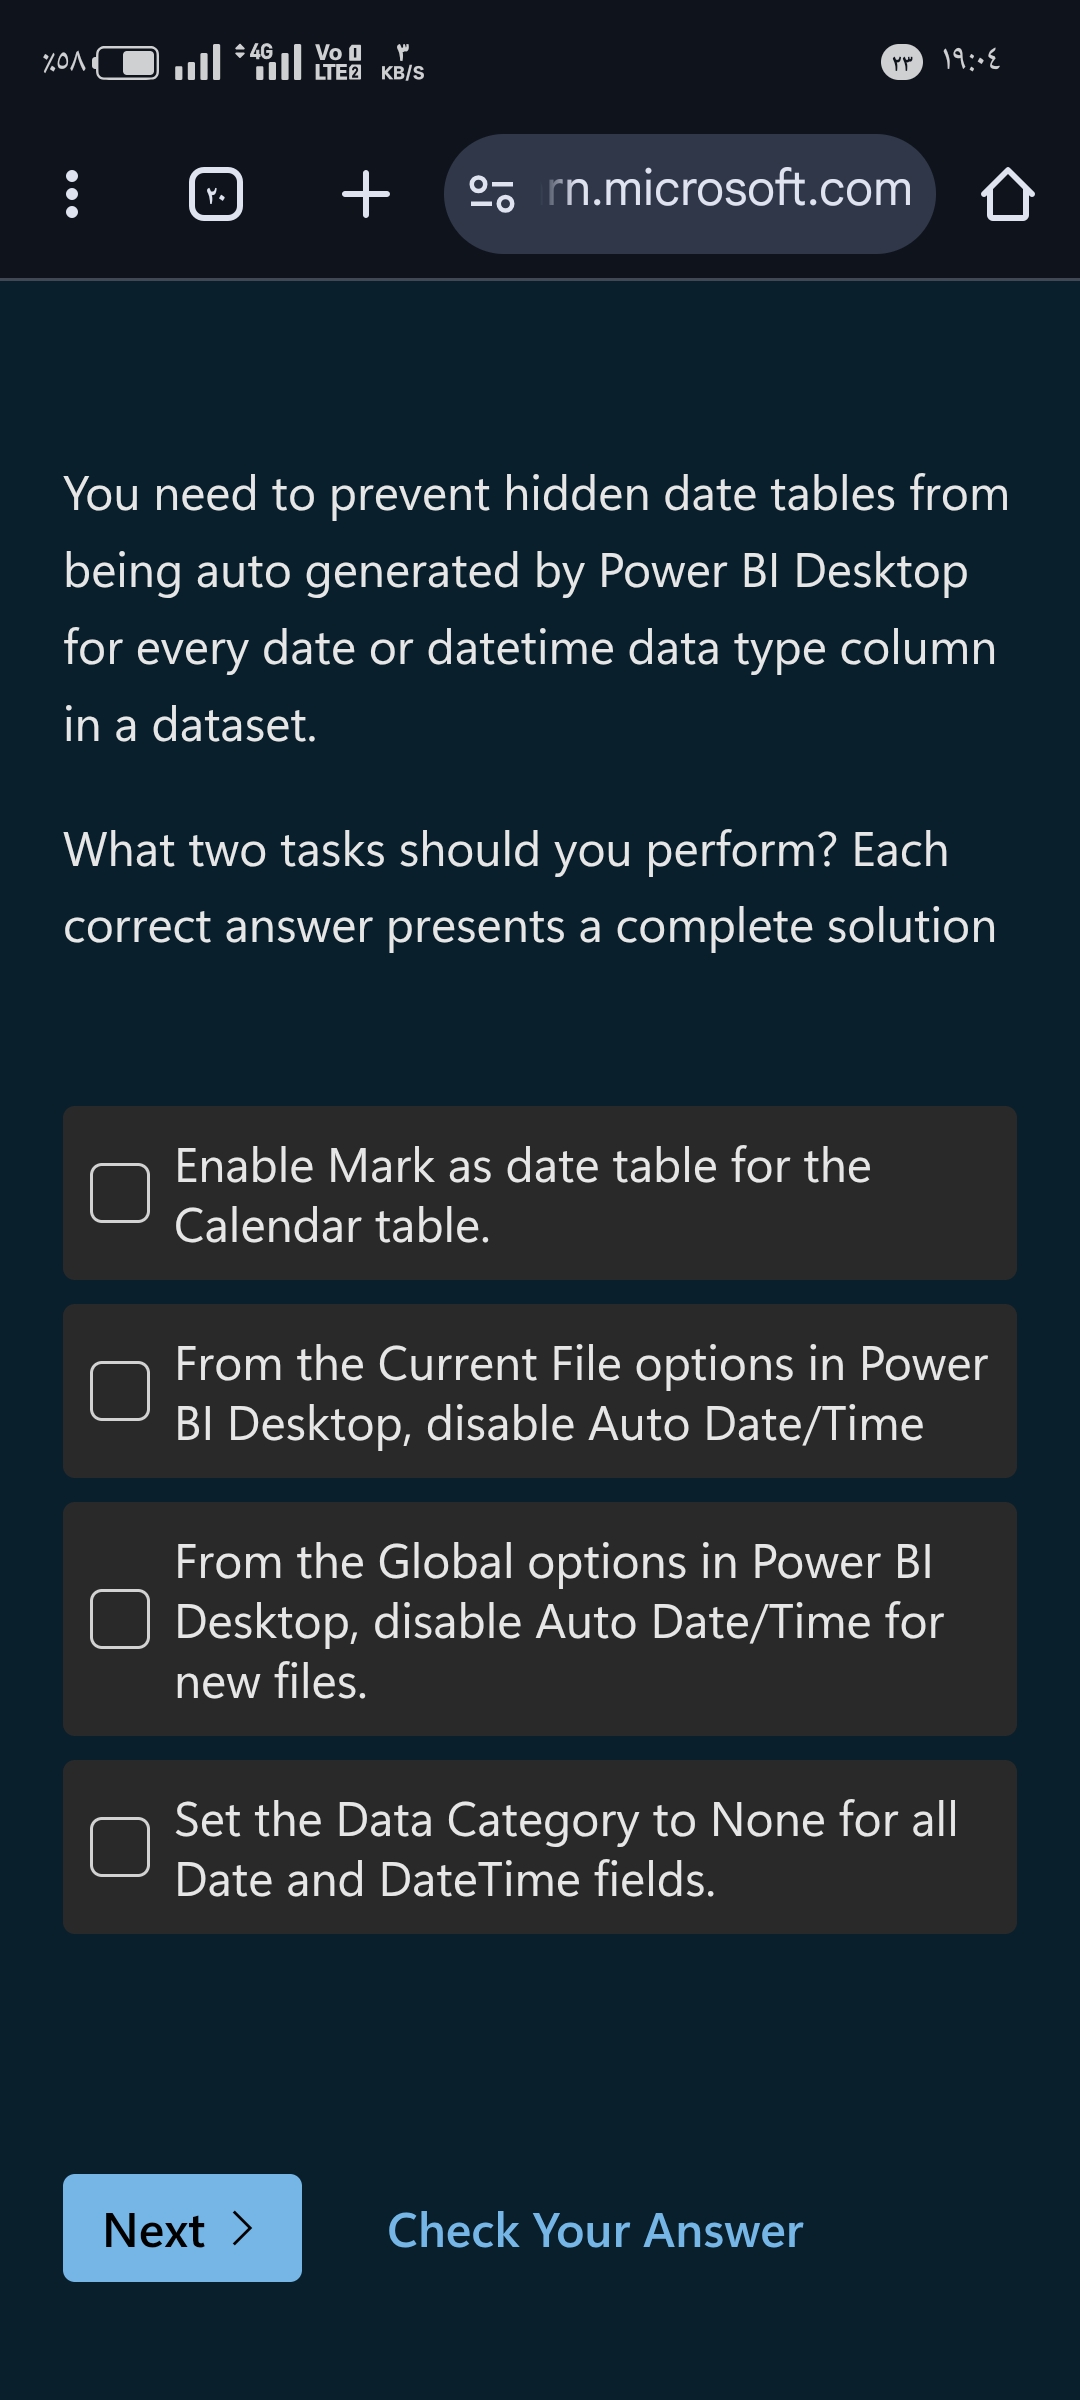 ٪٥٨ 4G Vo 1 LTE 2 ٣ KB/S ٢٣ ١٩:٠٤
٢٠ rn.microsoft.com
You need to prevent hidden date tables from
being auto generated by Power BI Desktop
for every date or datetime data type column
in a dataset.
What two tasks should you perform? Each
correct answer presents a complete solution
Enable Mark as date table for the
Calendar table.
From the Current File options in Power
BI Desktop, disable Auto Date/Time
From the Global options in Power BI
Desktop, disable Auto Date/Time for
new files.
Set the Data Category to None for all
Date and DateTime fields.
Next
Check Your Answer